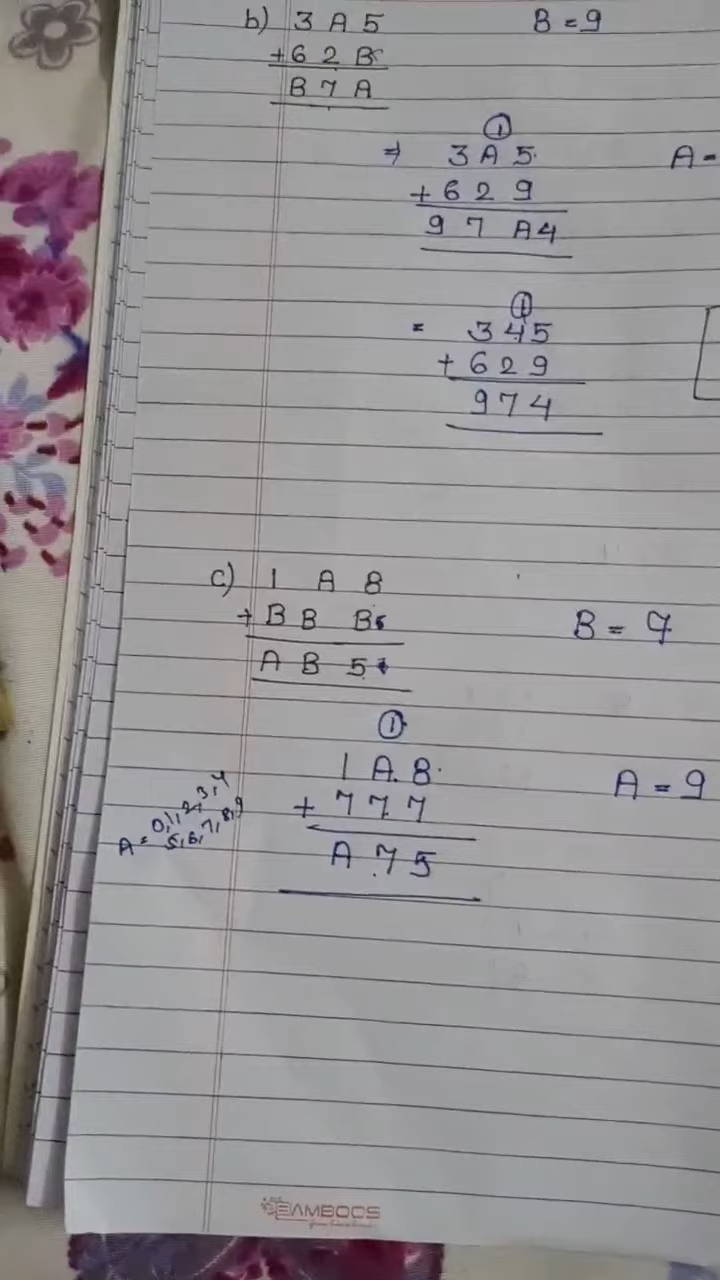 b) 3 A 5 B = 9
+ 6 2 B
B 7 A
①
⇒ 3 A 5 A =
+ 6 2 9
9 7 A4
①
= 3 4 5
+ 6 2 9
9 7 4
c) 1 A 8
+ B B B B = 7
A B 5
①
1 A 8 A = 9
+ 7 7 7
A = 0, 1, 2, 3, 4
5, 6, 7, 8, 9
A 7 5